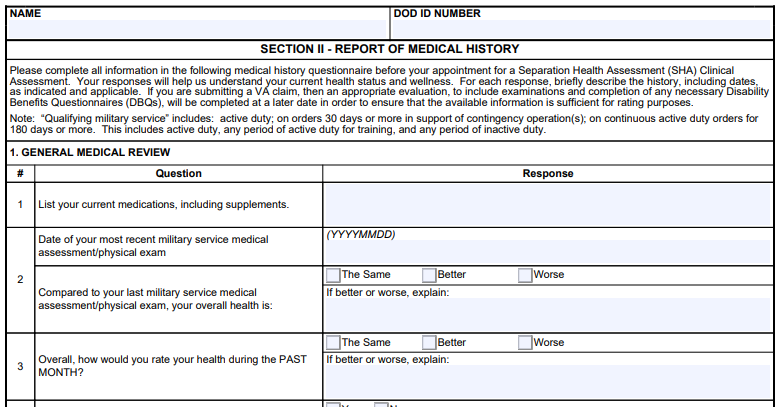 NAME
DOD ID NUMBER
SECTION II - REPORT OF MEDICAL HISTORY
Please complete all information in the following medical history questionnaire before your appointment for a Separation Health Assessment (SHA) Clinical
Assessment. Your responses will help us understand your current health status and wellness. For each response, briefly describe the history, including dates,
as indicated and applicable. If you are submitting a VA claim, then an appropriate evaluation, to include examinations and completion of any necessary Disability
Benefits Questionnaires (DBQs), will be completed at a later date in order to ensure that the available information is sufficient for rating purposes.
Note: “Qualifying military service” includes: active duty; on orders 30 days or more in support of contingency operation(s); on continuous active duty orders for
180 days or more. This includes active duty, any period of active duty for training, and any period of inactive duty.
1. GENERAL MEDICAL REVIEW
# Question Response
1 List your current medications, including supplements.
2
Date of your most recent military service medical
assessment/physical exam
(YYYYMMDD)
Compared to your last military service medical
assessment/physical exam, your overall health is:
The Same Better Worse
If better or worse, explain:
3
Overall, how would you rate your health during the PAST
MONTH?
The Same Better Worse
If better or worse, explain: